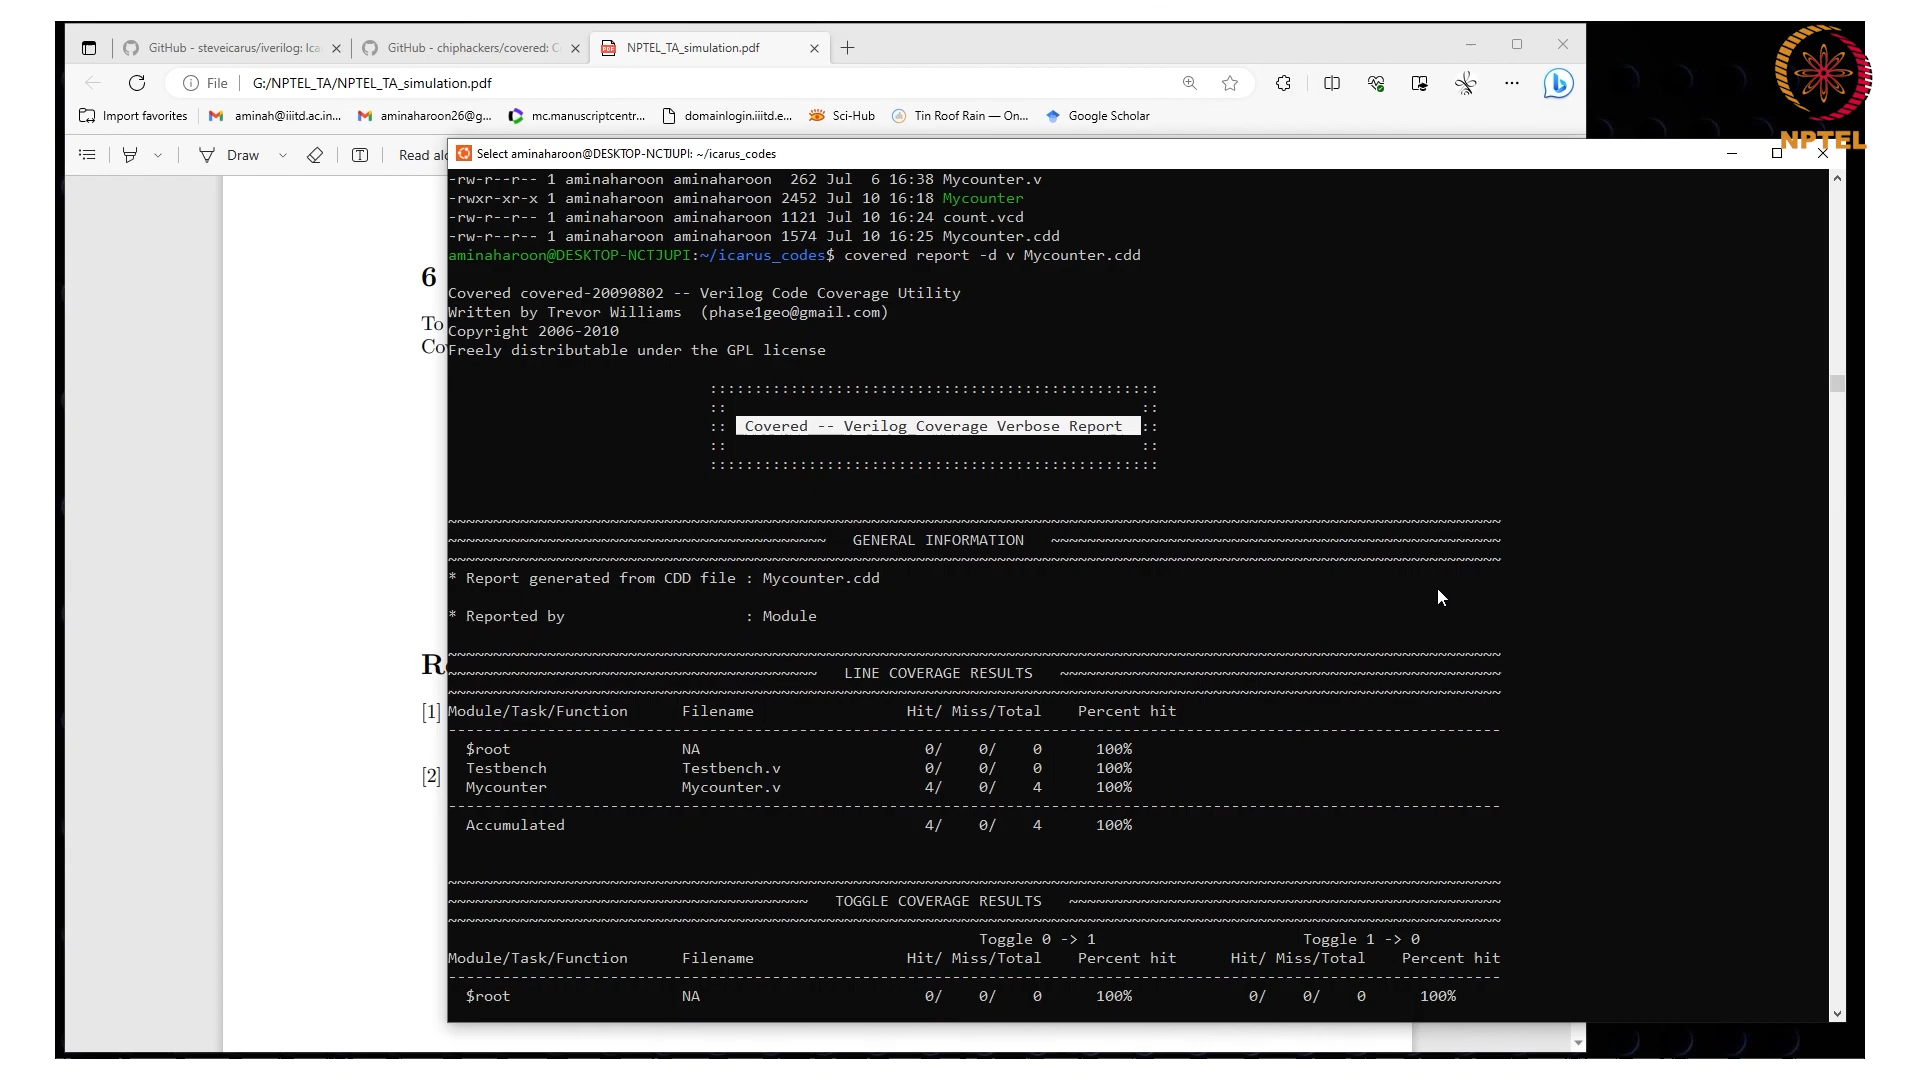 GitHub - steveicarus/iverilog: Ica
GitHub - chiphackers/covered: C
NPTEL_TA_simulation.pdf
File
G:/NPTEL_TA/NPTEL_TA_simulation.pdf
Import favorites
aminah@iiitd.ac.in...
aminaharoon26@g...
mc.manuscriptcentr...
domainlogin.iiitd.e...
Sci-Hub
Tin Roof Rain — On...
Google Scholar
NPTEL
Draw
Read al
Select aminaharoon@DESKTOP-NCTJUPI: ~/icarus_codes
-rw-r--r-- 1 aminaharoon aminaharoon  262 Jul  6 16:38 Mycounter.v
-rwxr-xr-x 1 aminaharoon aminaharoon 2452 Jul 10 16:18 Mycounter
-rw-r--r-- 1 aminaharoon aminaharoon 1121 Jul 10 16:24 count.vcd
-rw-r--r-- 1 aminaharoon aminaharoon 1574 Jul 10 16:25 Mycounter.cdd
aminaharoon@DESKTOP-NCTJUPI:~/icarus_codes$ covered report -d v Mycounter.cdd
6
To
Co
Covered covered-20090802 -- Verilog Code Coverage Utility
Written by Trevor Williams  (phase1geo@gmail.com)
Copyright 2006-2010
Freely distributable under the GPL license
Covered -- Verilog Coverage Verbose Report
GENERAL INFORMATION
* Report generated from CDD file : Mycounter.cdd
* Reported by                    : Module
R
[1]
[2]
LINE COVERAGE RESULTS
Module/Task/Function      Filename                 Hit/ Miss/Total    Percent hit
$root                   NA                         0/    0/    0      100%
Testbench               Testbench.v                0/    0/    0      100%
Mycounter               Mycounter.v                4/    0/    4      100%
Accumulated                                        4/    0/    4      100%
TOGGLE COVERAGE RESULTS
Toggle 0 -> 1                       Toggle 1 -> 0
Module/Task/Function      Filename                 Hit/ Miss/Total    Percent hit      Hit/ Miss/Total    Percent hit
$root                   NA                         0/    0/    0      100%             0/    0/    0      100%